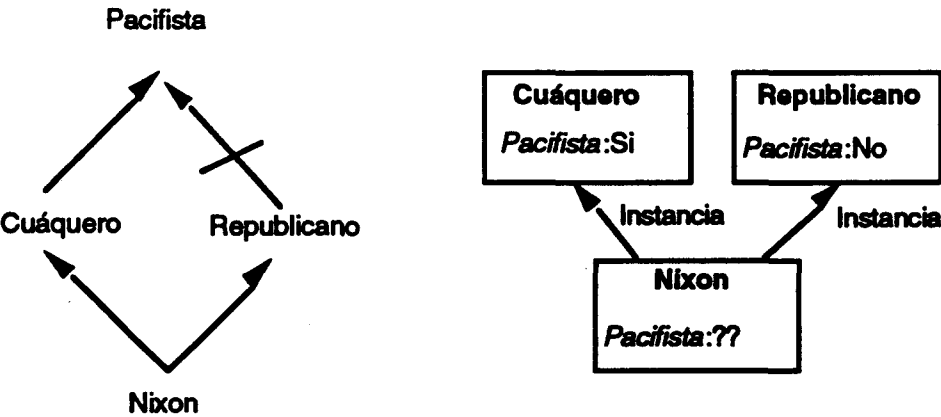 Pacifista
Cuáquero
Republicano
Nixon
Cuáquero
Pacifista:Si
Republicano
Pacifista:No
Instancia
Instancia
Nixon
Pacifista:??